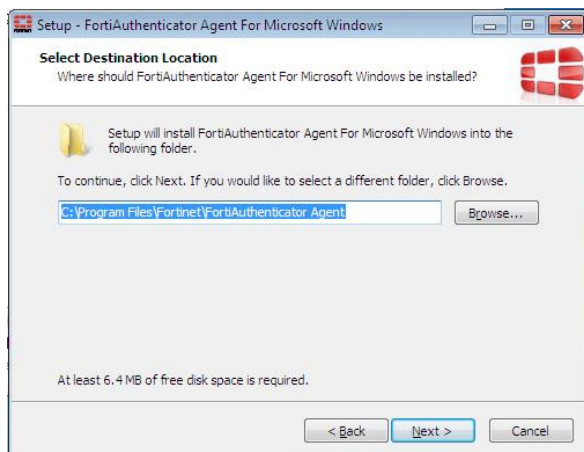 Setup - FortiAuthenticator Agent For Microsoft Windows
Select Destination Location
Where should FortiAuthenticator Agent For Microsoft Windows be installed?
Setup will install FortiAuthenticator Agent For Microsoft Windows into the
following folder.
To continue, click Next. If you would like to select a different folder, click Browse.
C:\Program Files\Fortinet\FortiAuthenticator Agent
Browse...
At least 6.4 MB of free disk space is required.
< Back
Next >
Cancel